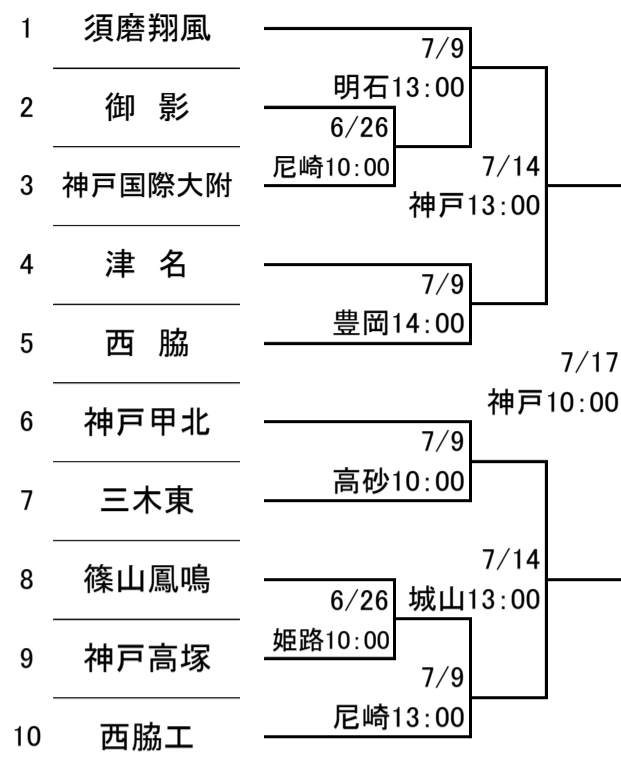 1 須磨翔風
7/9
明石13:00
2 御 影
6/26
尼崎10:00
7/14
神戸13:00
3 神戸国際大附
4 津 名
7/9
豊岡14:00
5 西 脇
7/17
神戸10:00
6 神戸甲北
7/9
高砂10:00
7 三木東
7/14
城山13:00
8 篠山鳳鳴
6/26
姫路10:00
9 神戸高塚
7/9
尼崎13:00
10 西脇工